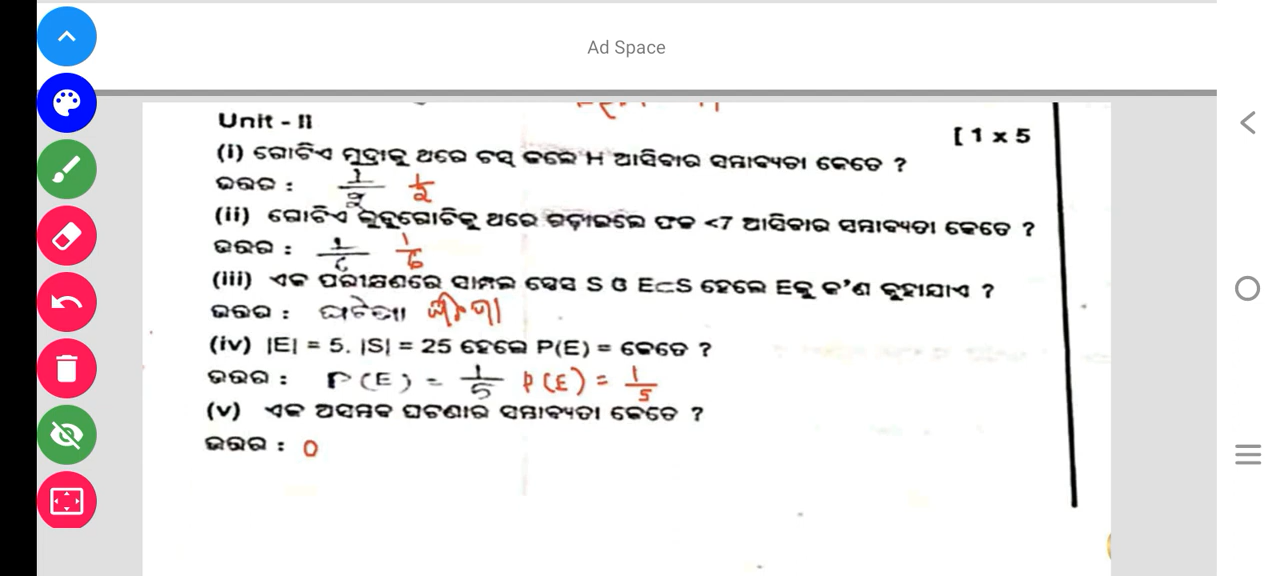 Ad Space
Unit - II
[ 1 x 5
(i) ଗୋଟିଏ ମୁଦ୍ରାକୁ ଥରେ ଟସ୍ କଲେ H ଆସିବାର ସମ୍ଭାବ୍ୟତା କେତେ ?
ଉତ୍ତର : 1/2 1/2
(ii) ଗୋଟିଏ ଲୁଡୁଗୋଟିକୁ ଥରେ ଗଡ଼ାଇଲେ ଫଳ <7 ଆସିବାର ସମ୍ଭାବ୍ୟତା କେତେ ?
ଉତ୍ତର : 1/6 1/6
(iii) ଏକ ପରୀକ୍ଷଣରେ ସାମ୍ପଲ ସ୍ପେସ୍ S ଓ E⊂S ହେଲେ Eକୁ କ'ଣ କୁହାଯାଏ ?
ଉତ୍ତର :
(iv) |E| = 5. |S| = 25 ହେଲେ P(E) = କେତେ ?
ଉତ୍ତର : P(E) = 1/5 P(E) = 1/5
(v) ଏକ ଅସମ୍ଭବ ଘଟଣାର ସମ୍ଭାବ୍ୟତା କେତେ ?
ଉତ୍ତର : 0